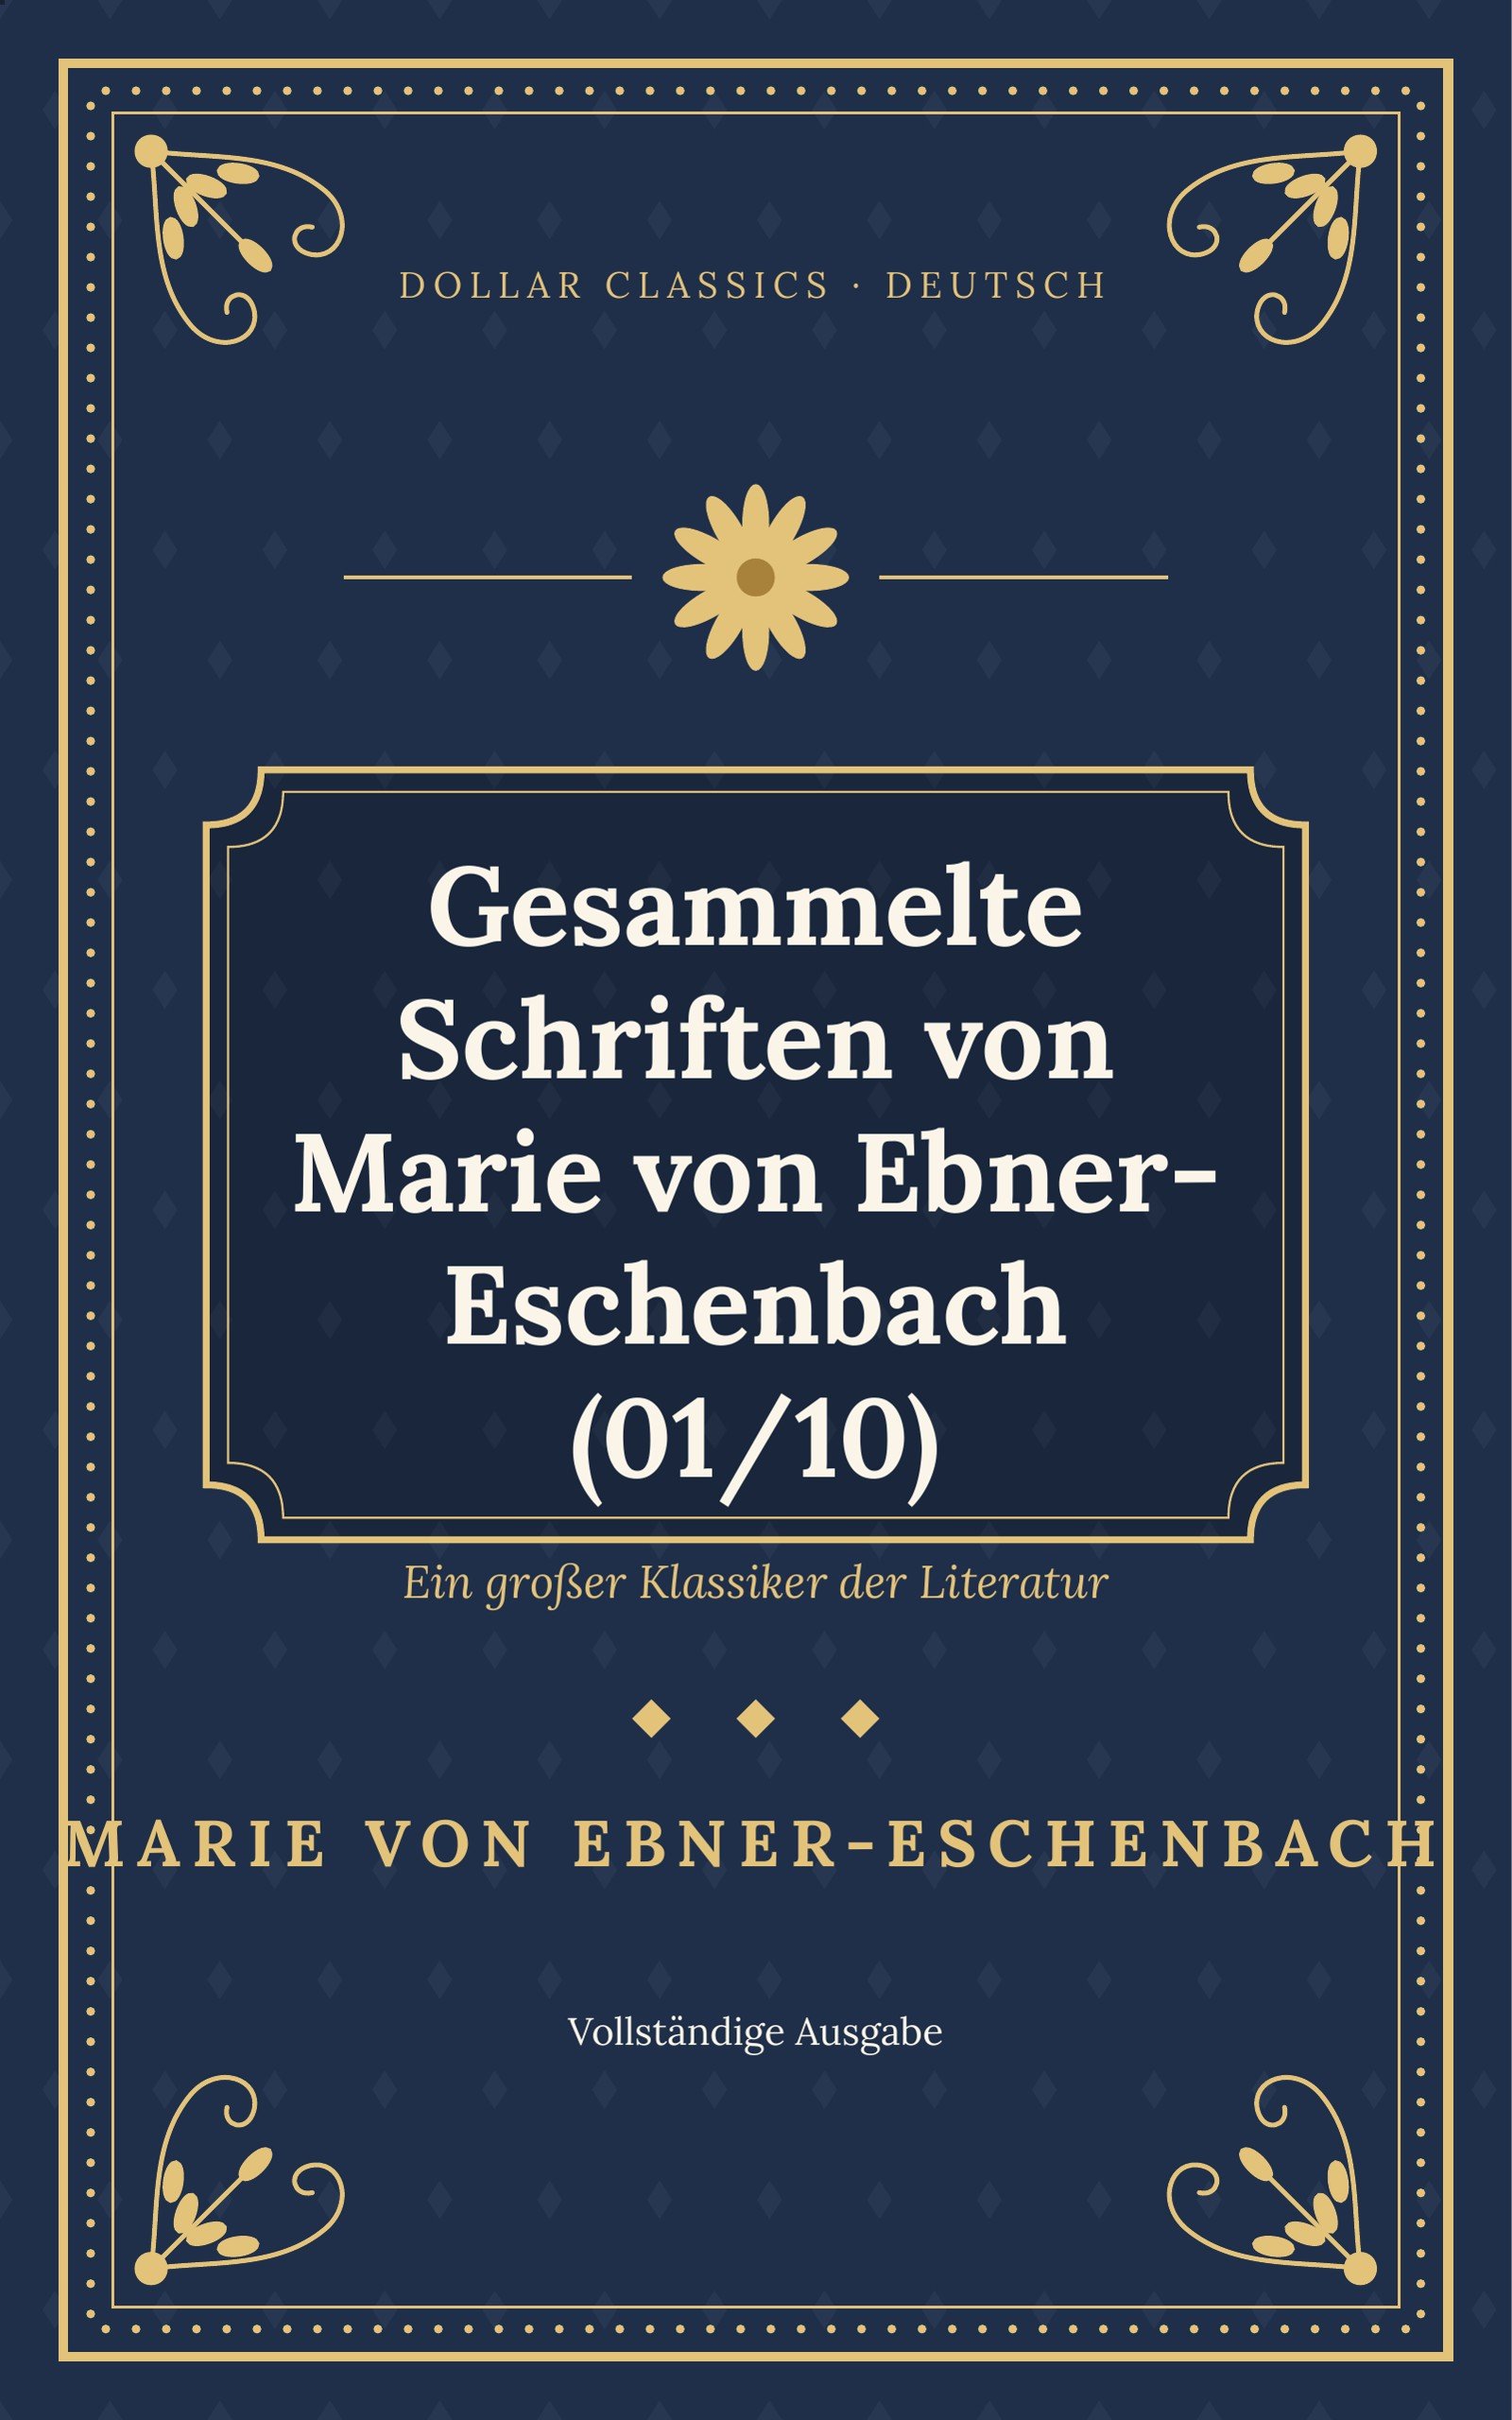 DOLLAR CLASSICS · DEUTSCH
Gesammelte
Schriften von
Marie von Ebner-
Eschenbach
(01/10)
Ein großer Klassiker der Literatur
MARIE VON EBNER-ESCHENBACH
Vollständige Ausgabe